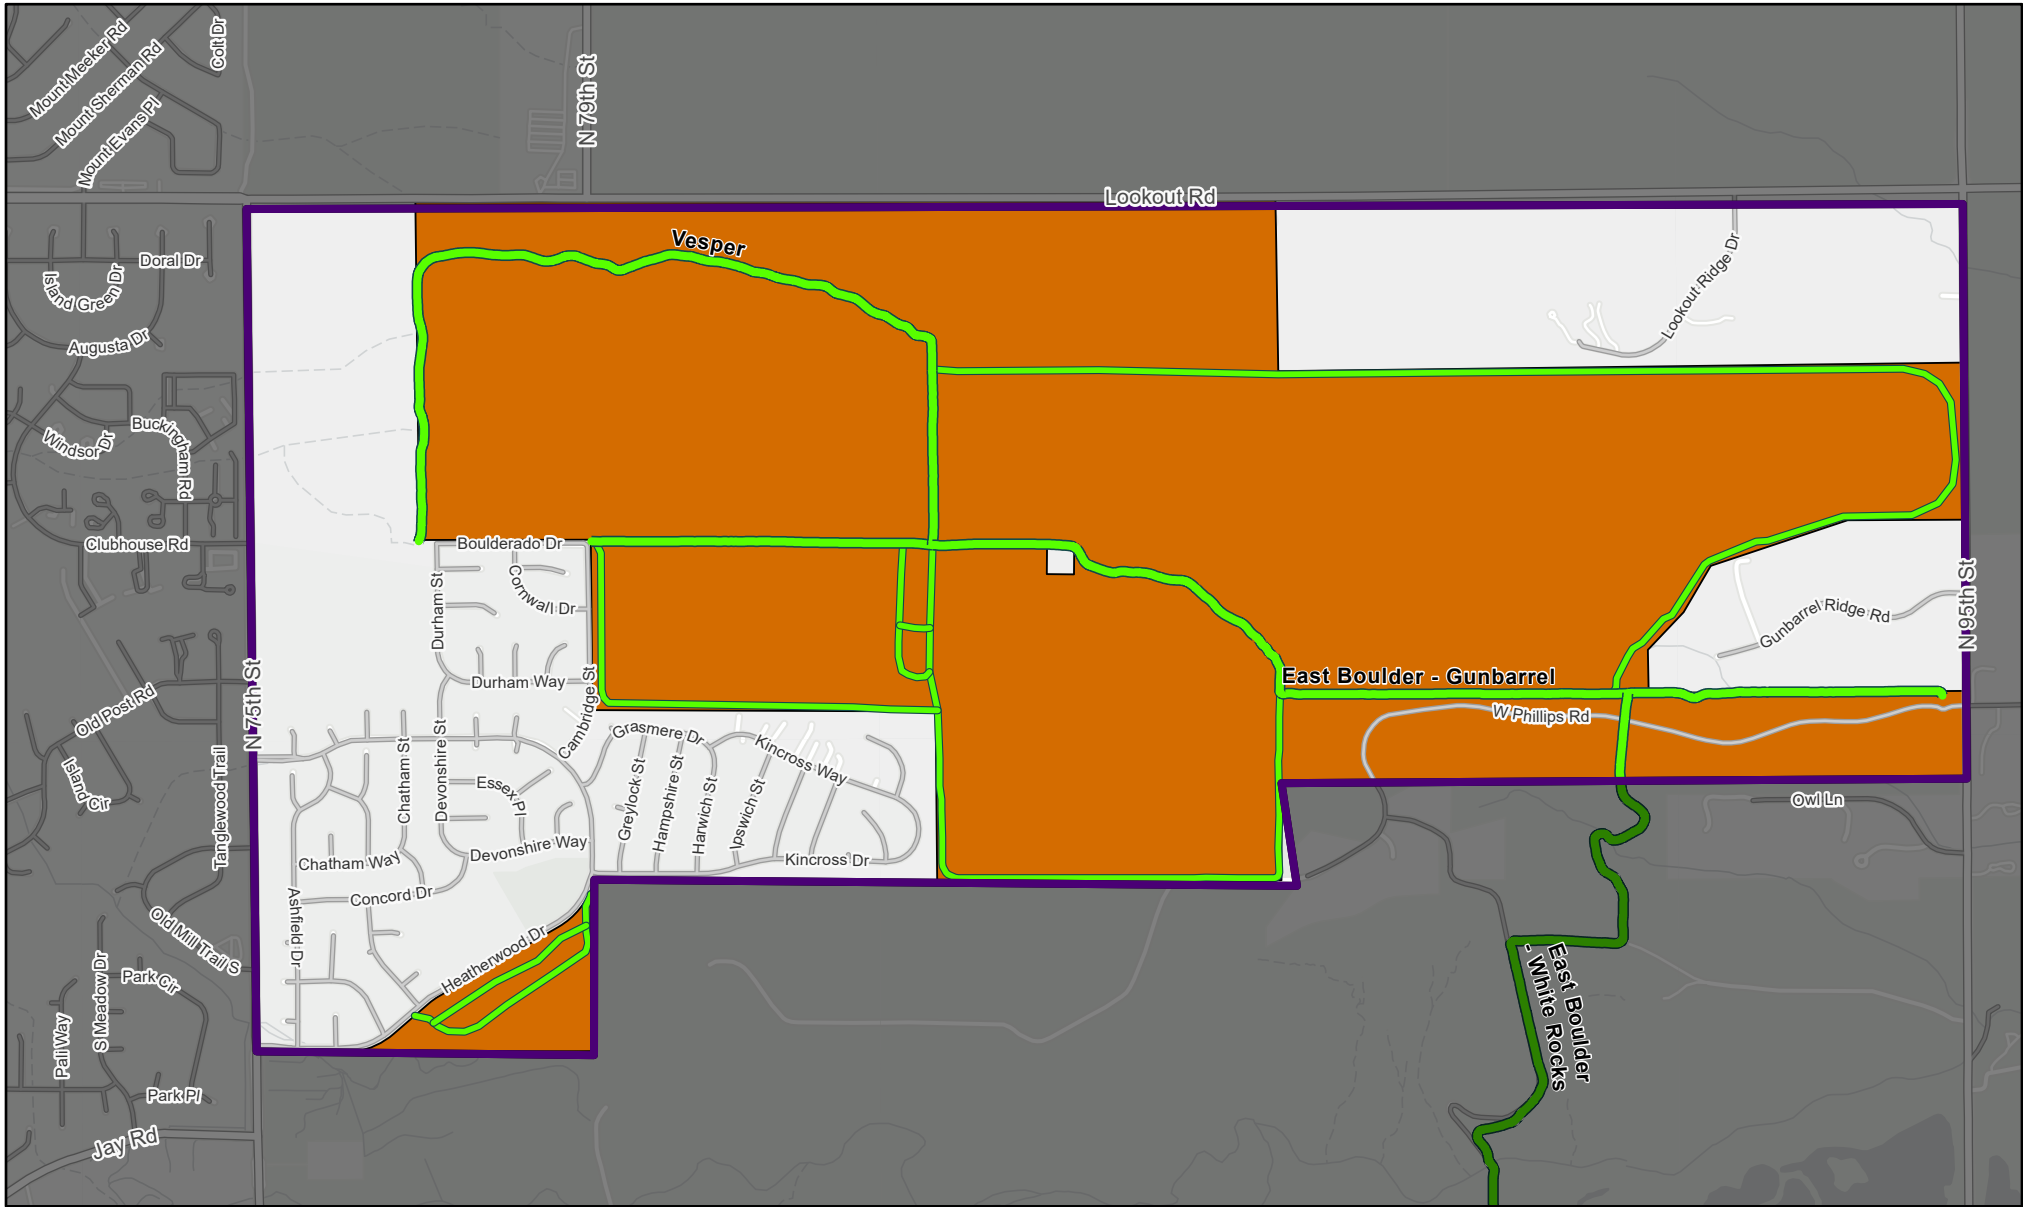 Mount Meeker Rd
Mount Sherman Rd
Mount Evans Pl
Colt Dr
N 79th St
Lookout Rd
Vesper
Doral Dr
Island Green Dr
Augusta Dr
Lookout Ridge Dr
Windsor Dr
Buckingham Rd
Clubhouse Rd
Boulderado Dr
Cornwall Dr
Durham St
N 95th St
Gunbarrel Ridge Rd
Durham Way
Cambridge St
East Boulder - Gunbarrel
W Phillips Rd
N 75th St
Old Post Rd
Island Cir
Tanglewood Trail
Chatham St
Devonshire St
Essex Pl
Grasmere Dr
Greylock St
Hampshire St
Harwich St
Ipswich St
Kincross Way
Owl Ln
Devonshire Way
Chatham Way
Kincross Dr
Concord Dr
Ashfield Dr
Old Mill Trail S
Heatherwood Dr
S Meadow Dr
Park Cir
East Boulder
- White Rocks
Pali Way
Park Pl
Jay Rd